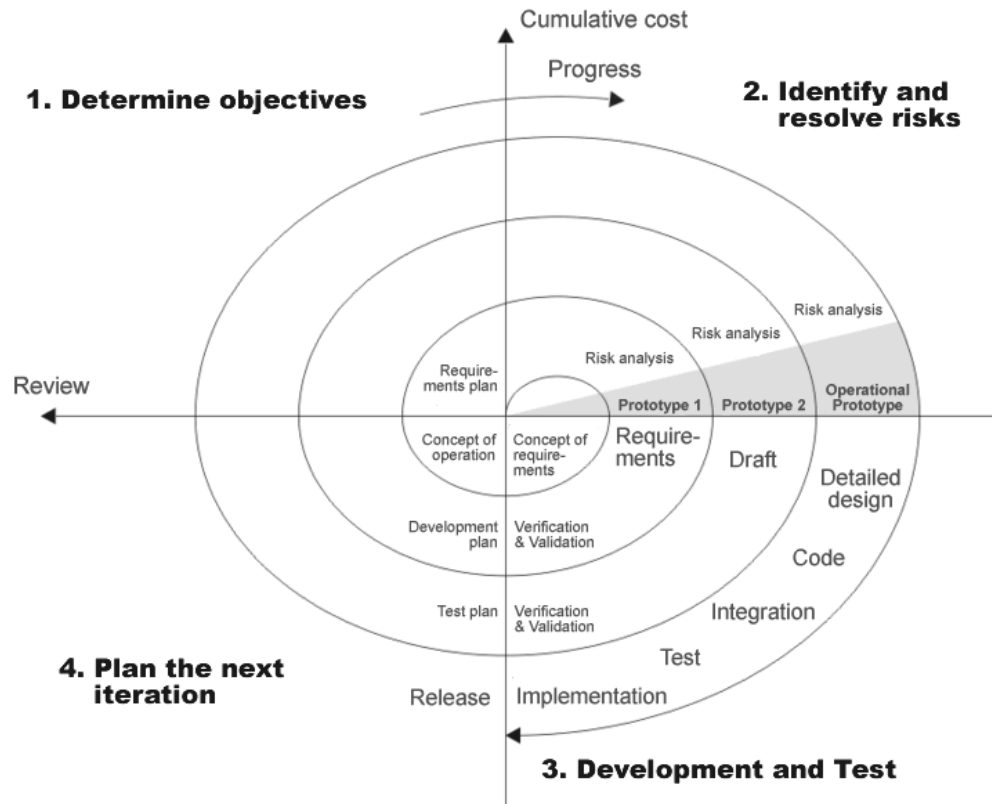 Cumulative cost
Progress
1. Determine objectives
2. Identify and
resolve risks
Risk analysis
Risk analysis
Risk analysis
Require-
ments plan
Review
Prototype 1
Prototype 2
Operational
Prototype
Concept of
operation
Concept of
require-
ments
Require-
ments
Draft
Detailed
design
Development
plan
Verification
& Validation
Code
Test plan
Verification
& Validation
Integration
Test
4. Plan the next
iteration
Release
Implementation
3. Development and Test